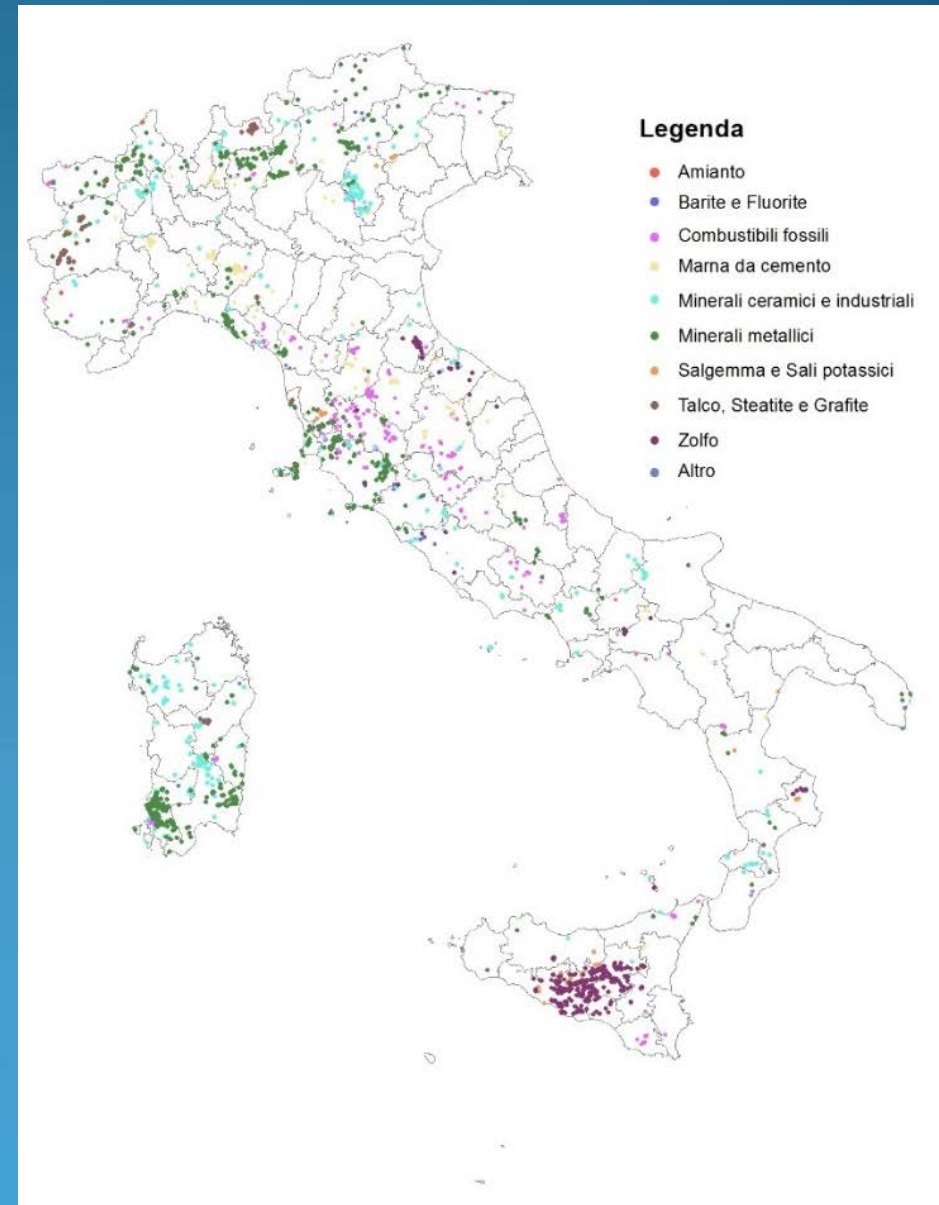 Legenda
Amianto
Barite e Fluorite
Combustibili fossili
Marna da cemento
Minerali ceramici e industriali
Minerali metallici
Salgemma e Sali potassici
Talco, Steatite e Grafite
Zolfo
Altro